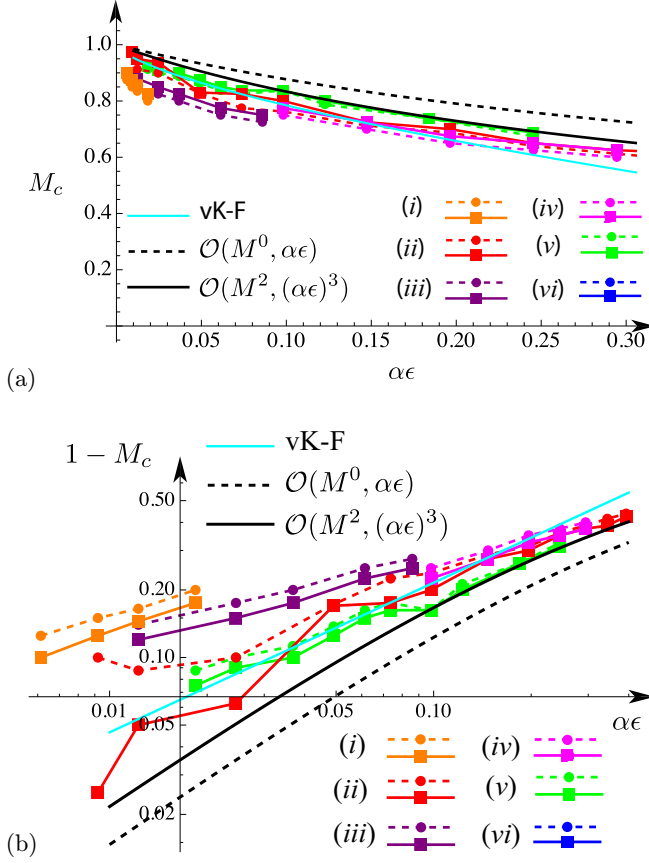 1.0
0.8
0.6
0.4
0.2
M_c
vK-F
O(M^0, αϵ)
O(M^2, (αϵ)^3)
(i)
(ii)
(iii)
(iv)
(v)
(vi)
0.05 0.10 0.15 0.20 0.25 0.30
αϵ
(a)
1 − M_c
vK-F
O(M^0, αϵ)
O(M^2, (αϵ)^3)
0.50
0.20
0.10
0.05
0.02
0.01 0.05 0.10
αϵ
(i)
(ii)
(iii)
(iv)
(v)
(vi)
(b)